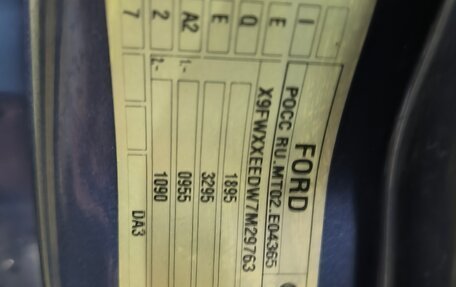 FORD
РОСС RU.MT02.E04365
X9FWXXEEDW7M29763
1895
3295
1.- 0955
2.- 1090
DA3
I
E
Q
E
A2
2
7